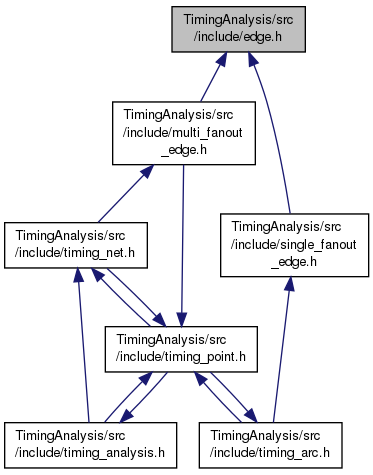 TimingAnalysis/src
/include/edge.h
TimingAnalysis/src
/include/multi_fanout
_edge.h
TimingAnalysis/src
/include/timing_net.h
TimingAnalysis/src
/include/single_fanout
_edge.h
TimingAnalysis/src
/include/timing_point.h
TimingAnalysis/src
/include/timing_analysis.h
TimingAnalysis/src
/include/timing_arc.h